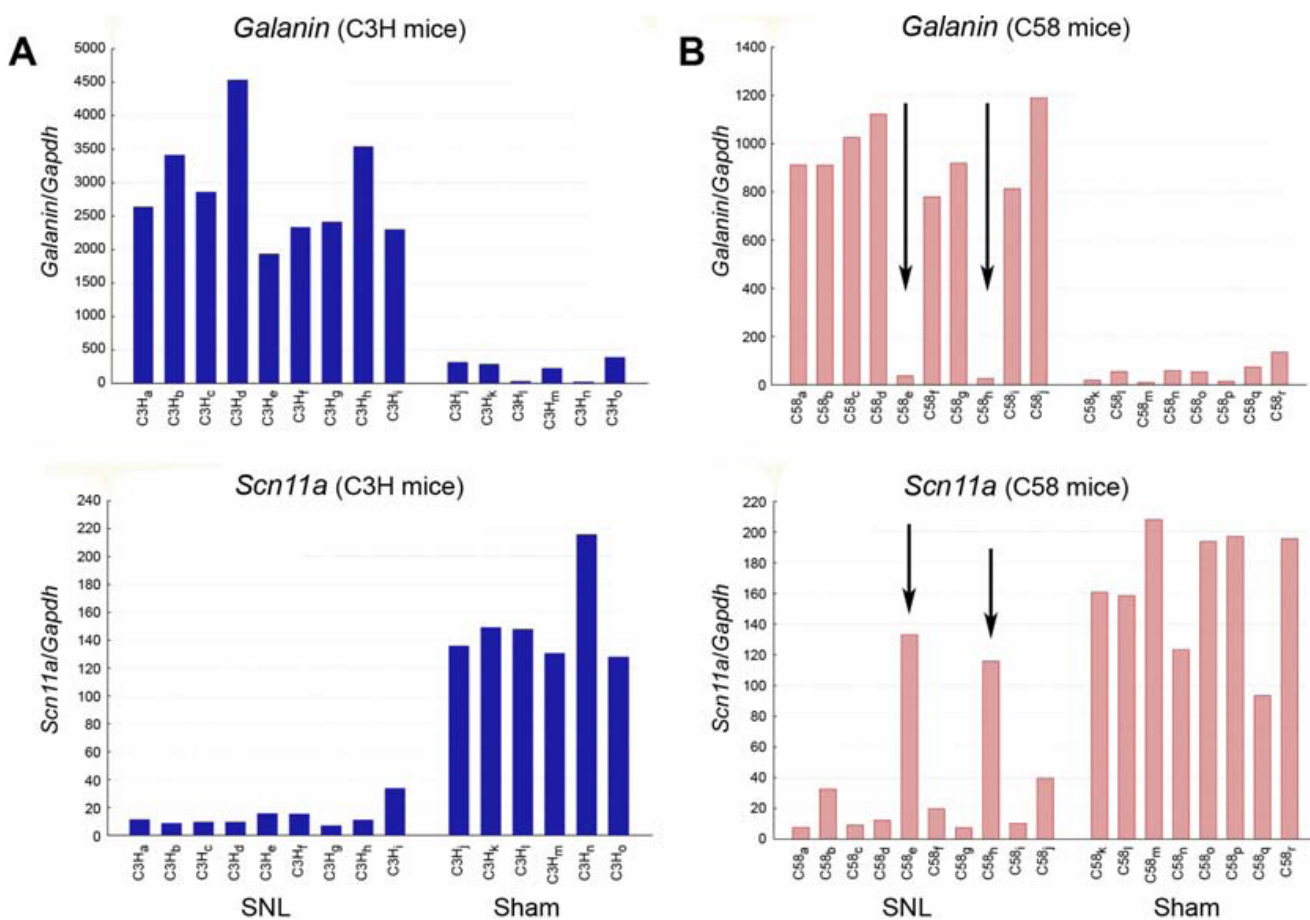 A
Galanin (C3H mice)
Galanin/Gapdh
5000
4500
4000
3500
3000
2500
2000
1500
1000
500
0
C3Ha C3Hb C3Hc C3Hd C3He C3Hf C3Hg C3Hh C3Hi C3Hj C3Hk C3Hl C3Hm C3Hn C3Ho
B
Galanin (C58 mice)
Galanin/Gapdh
1400
1200
1000
800
600
400
200
0
C58a C58b C58c C58d C58e C58f C58g C58h C58i C58j C58k C58l C58m C58n C58o C58p C58q C58r
Scn11a (C3H mice)
Scn11a/Gapdh
240
220
200
180
160
140
120
100
80
60
40
20
0
C3Ha C3Hb C3Hc C3Hd C3He C3Hf C3Hg C3Hh C3Hi C3Hj C3Hk C3Hl C3Hm C3Hn C3Ho
SNL Sham
Scn11a (C58 mice)
Scn11a/Gapdh
220
200
180
160
140
120
100
80
60
40
20
0
C58a C58b C58c C58d C58e C58f C58g C58h C58i C58j C58k C58l C58m C58n C58o C58p C58q C58r
SNL Sham